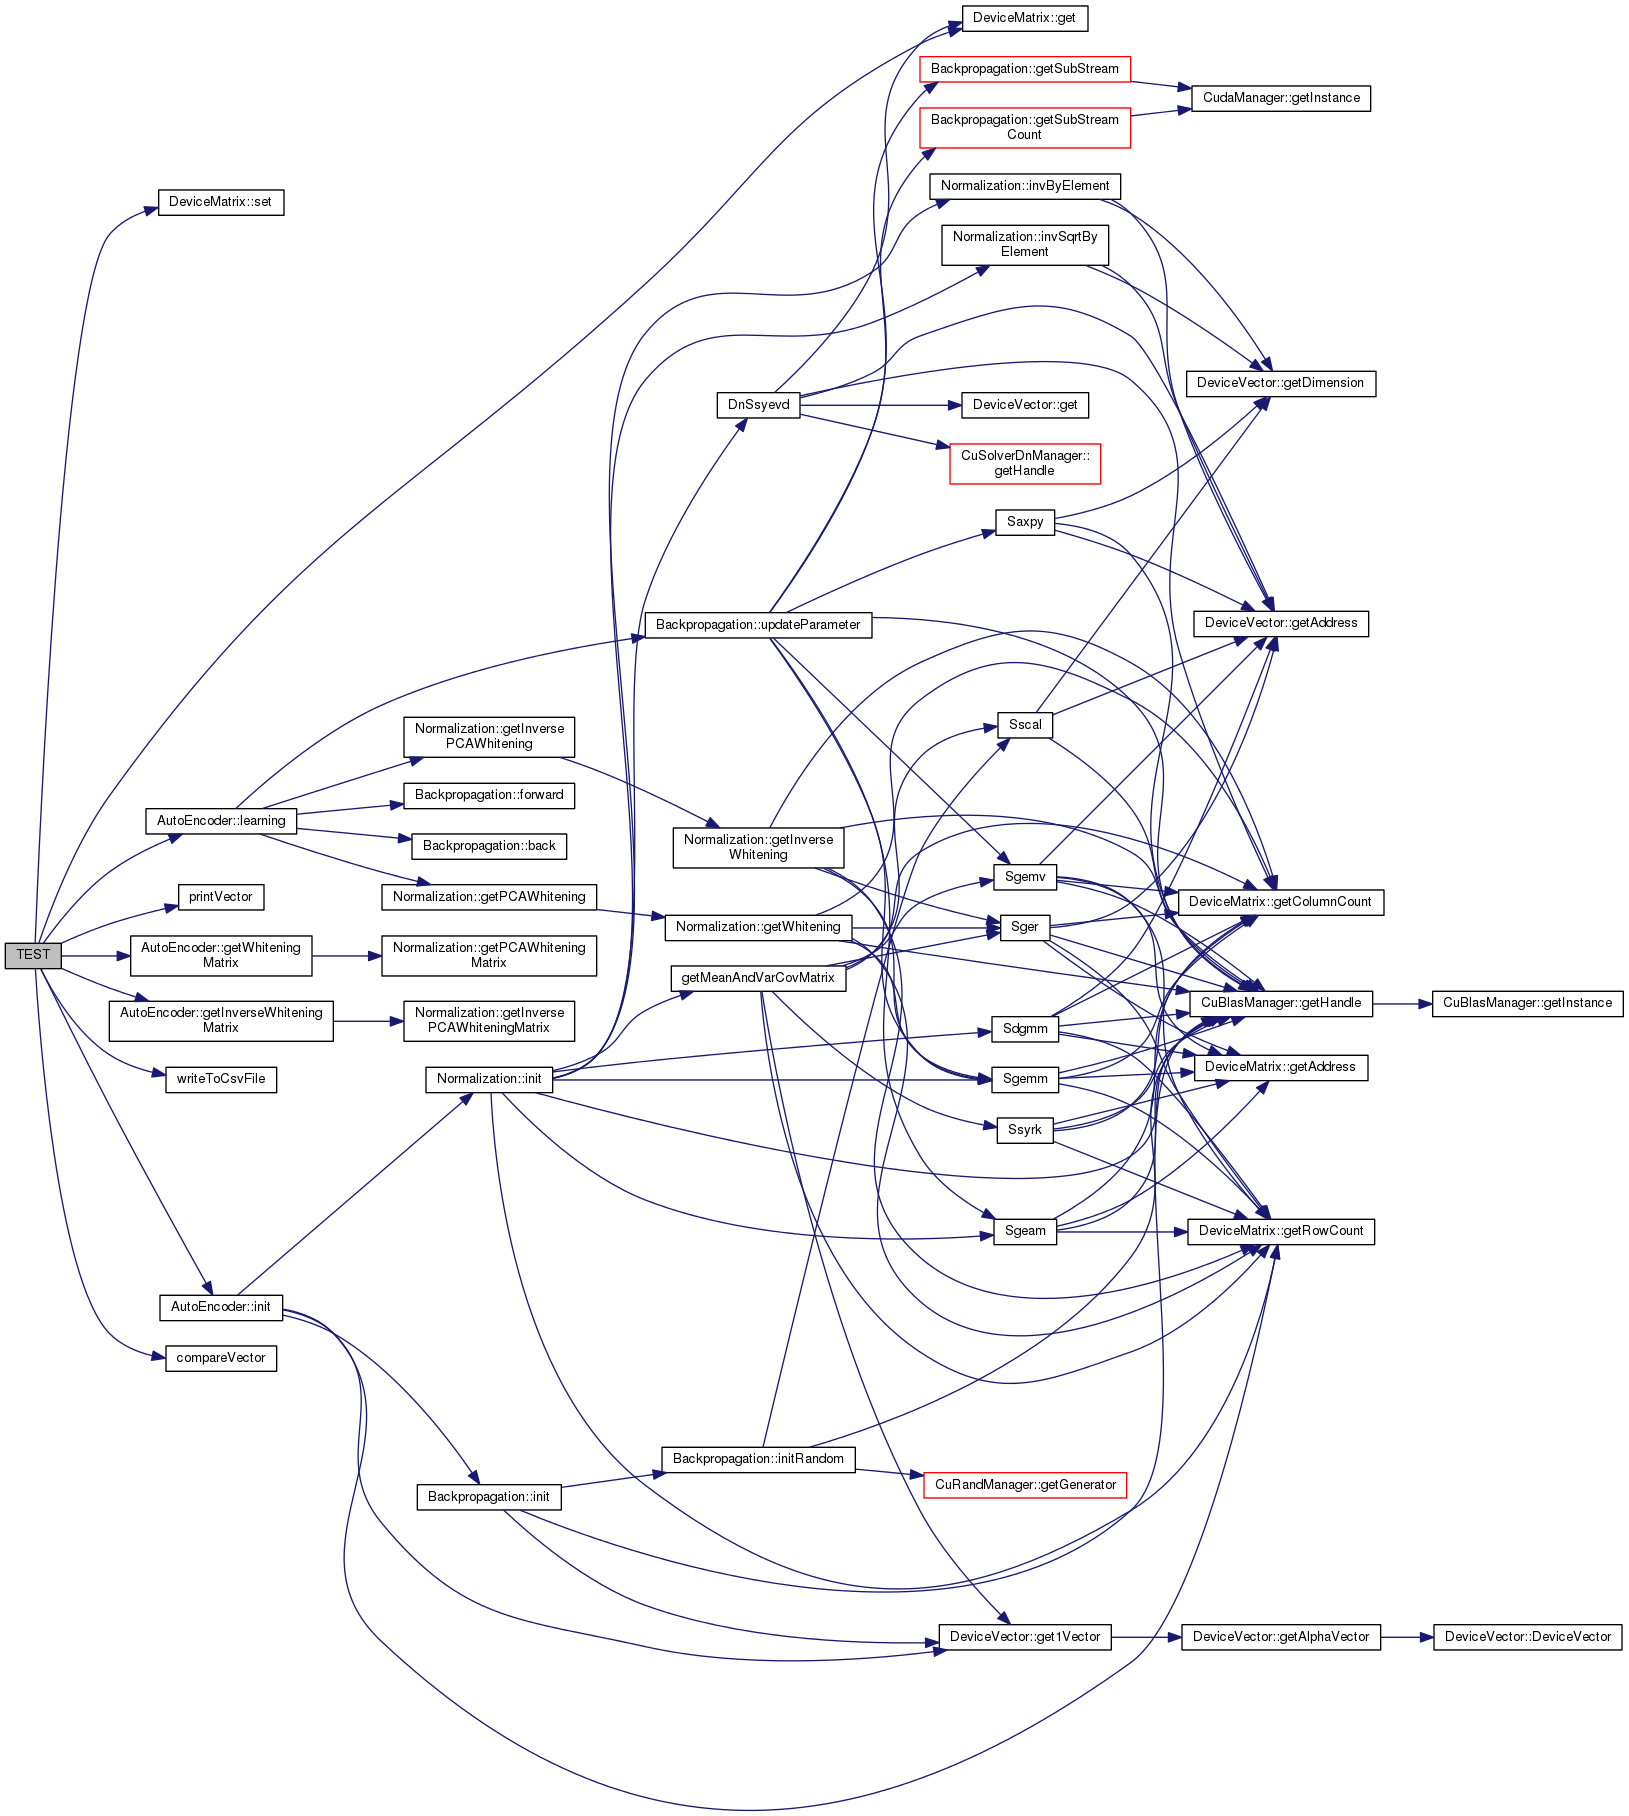 DeviceMatrix::get
Backpropagation::getSubStream
CudaManager::getInstance
Backpropagation::getSubStream
Count
Normalization::invByElement
DeviceMatrix::set
Normalization::invSqrtBy
Element
DeviceVector::getDimension
DnSsyevd
DeviceVector::get
CuSolverDnManager::
getHandle
Saxpy
Backpropagation::updateParameter
DeviceVector::getAddress
Normalization::getInverse
PCAWhitening
Sscal
Backpropagation::forward
AutoEncoder::learning
Backpropagation::back
Normalization::getInverse
Whitening
Sgemv
printVector
Normalization::getPCAWhitening
DeviceMatrix::getColumnCount
Normalization::getWhitening
Sger
TEST
AutoEncoder::getWhitening
Matrix
Normalization::getPCAWhitening
Matrix
getMeanAndVarCovMatrix
CuBlasManager::getHandle
CuBlasManager::getInstance
AutoEncoder::getInverseWhitening
Matrix
Normalization::getInverse
PCAWhiteningMatrix
Sdgmm
DeviceMatrix::getAddress
writeToCsvFile
Normalization::init
Sgemm
Ssyrk
Sgeam
DeviceMatrix::getRowCount
AutoEncoder::init
compareVector
Backpropagation::initRandom
CuRandManager::getGenerator
Backpropagation::init
DeviceVector::get1Vector
DeviceVector::getAlphaVector
DeviceVector::DeviceVector